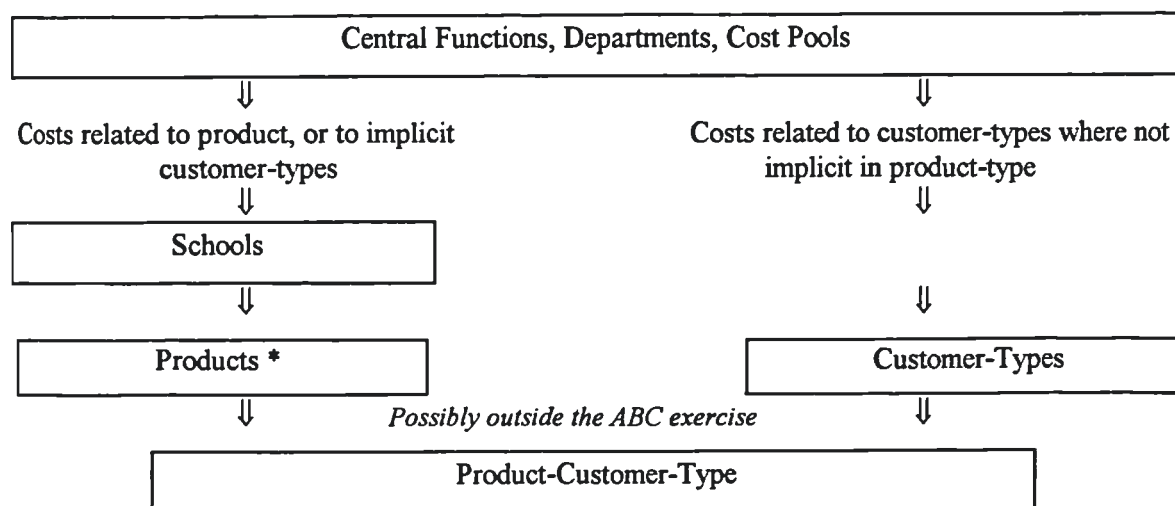 Central Functions, Departments, Cost Pools
⇓ ⇓
Costs related to product, or to implicit
customer-types
Costs related to customer-types where not
implicit in product-type
⇓ ⇓
Schools
⇓ ⇓
Products *
Customer-Types
⇓ Possibly outside the ABC exercise ⇓
Product-Customer-Type